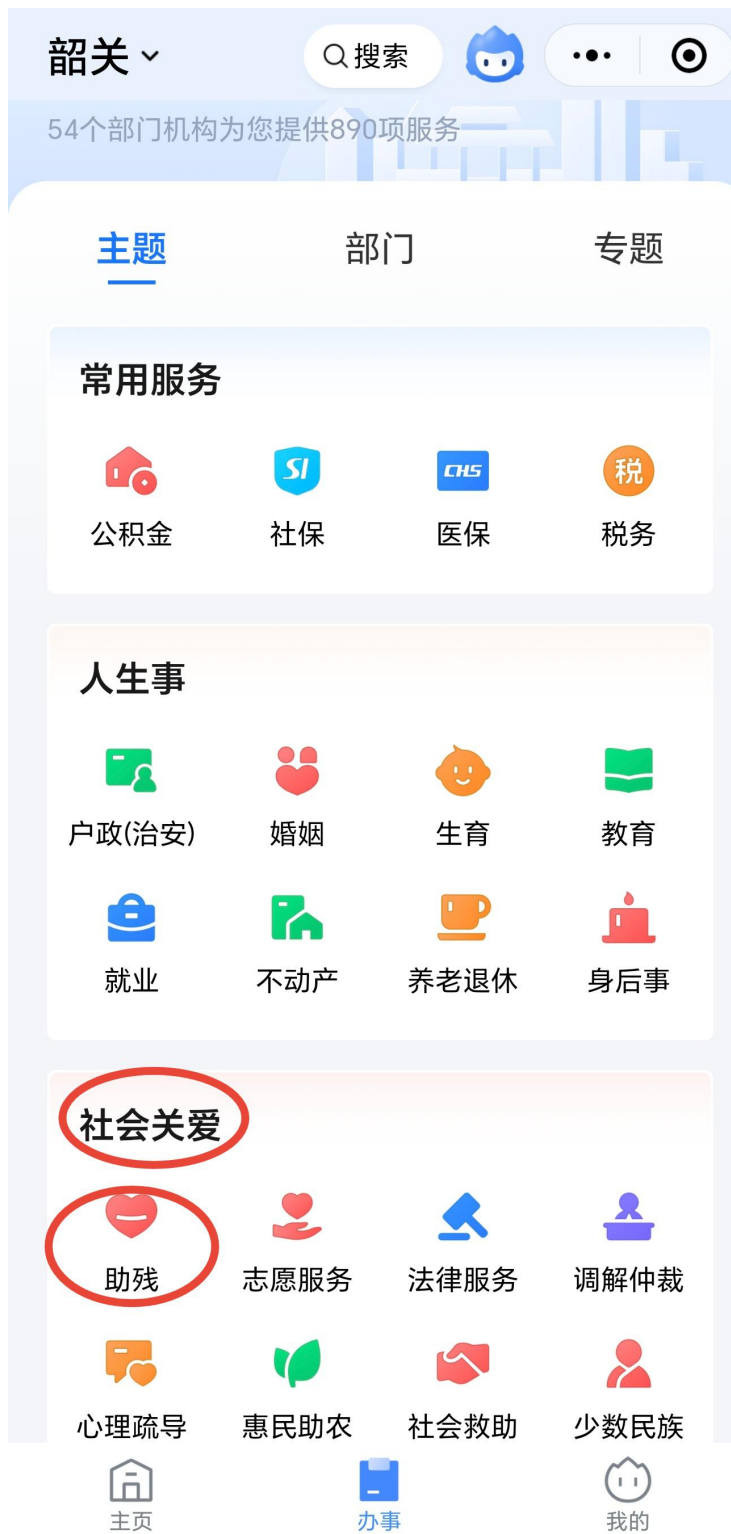 韶关 搜索
54个部门机构为您提供890项服务
主题 部门 专题
常用服务
SI CHS 税
公积金 社保 医保 税务
人生事
户政(治安) 婚姻 生育 教育
就业 不动产 养老退休 身后事
社会关爱
助残 志愿服务 法律服务 调解仲裁
心理疏导 惠民助农 社会救助 少数民族
主页 办事 我的